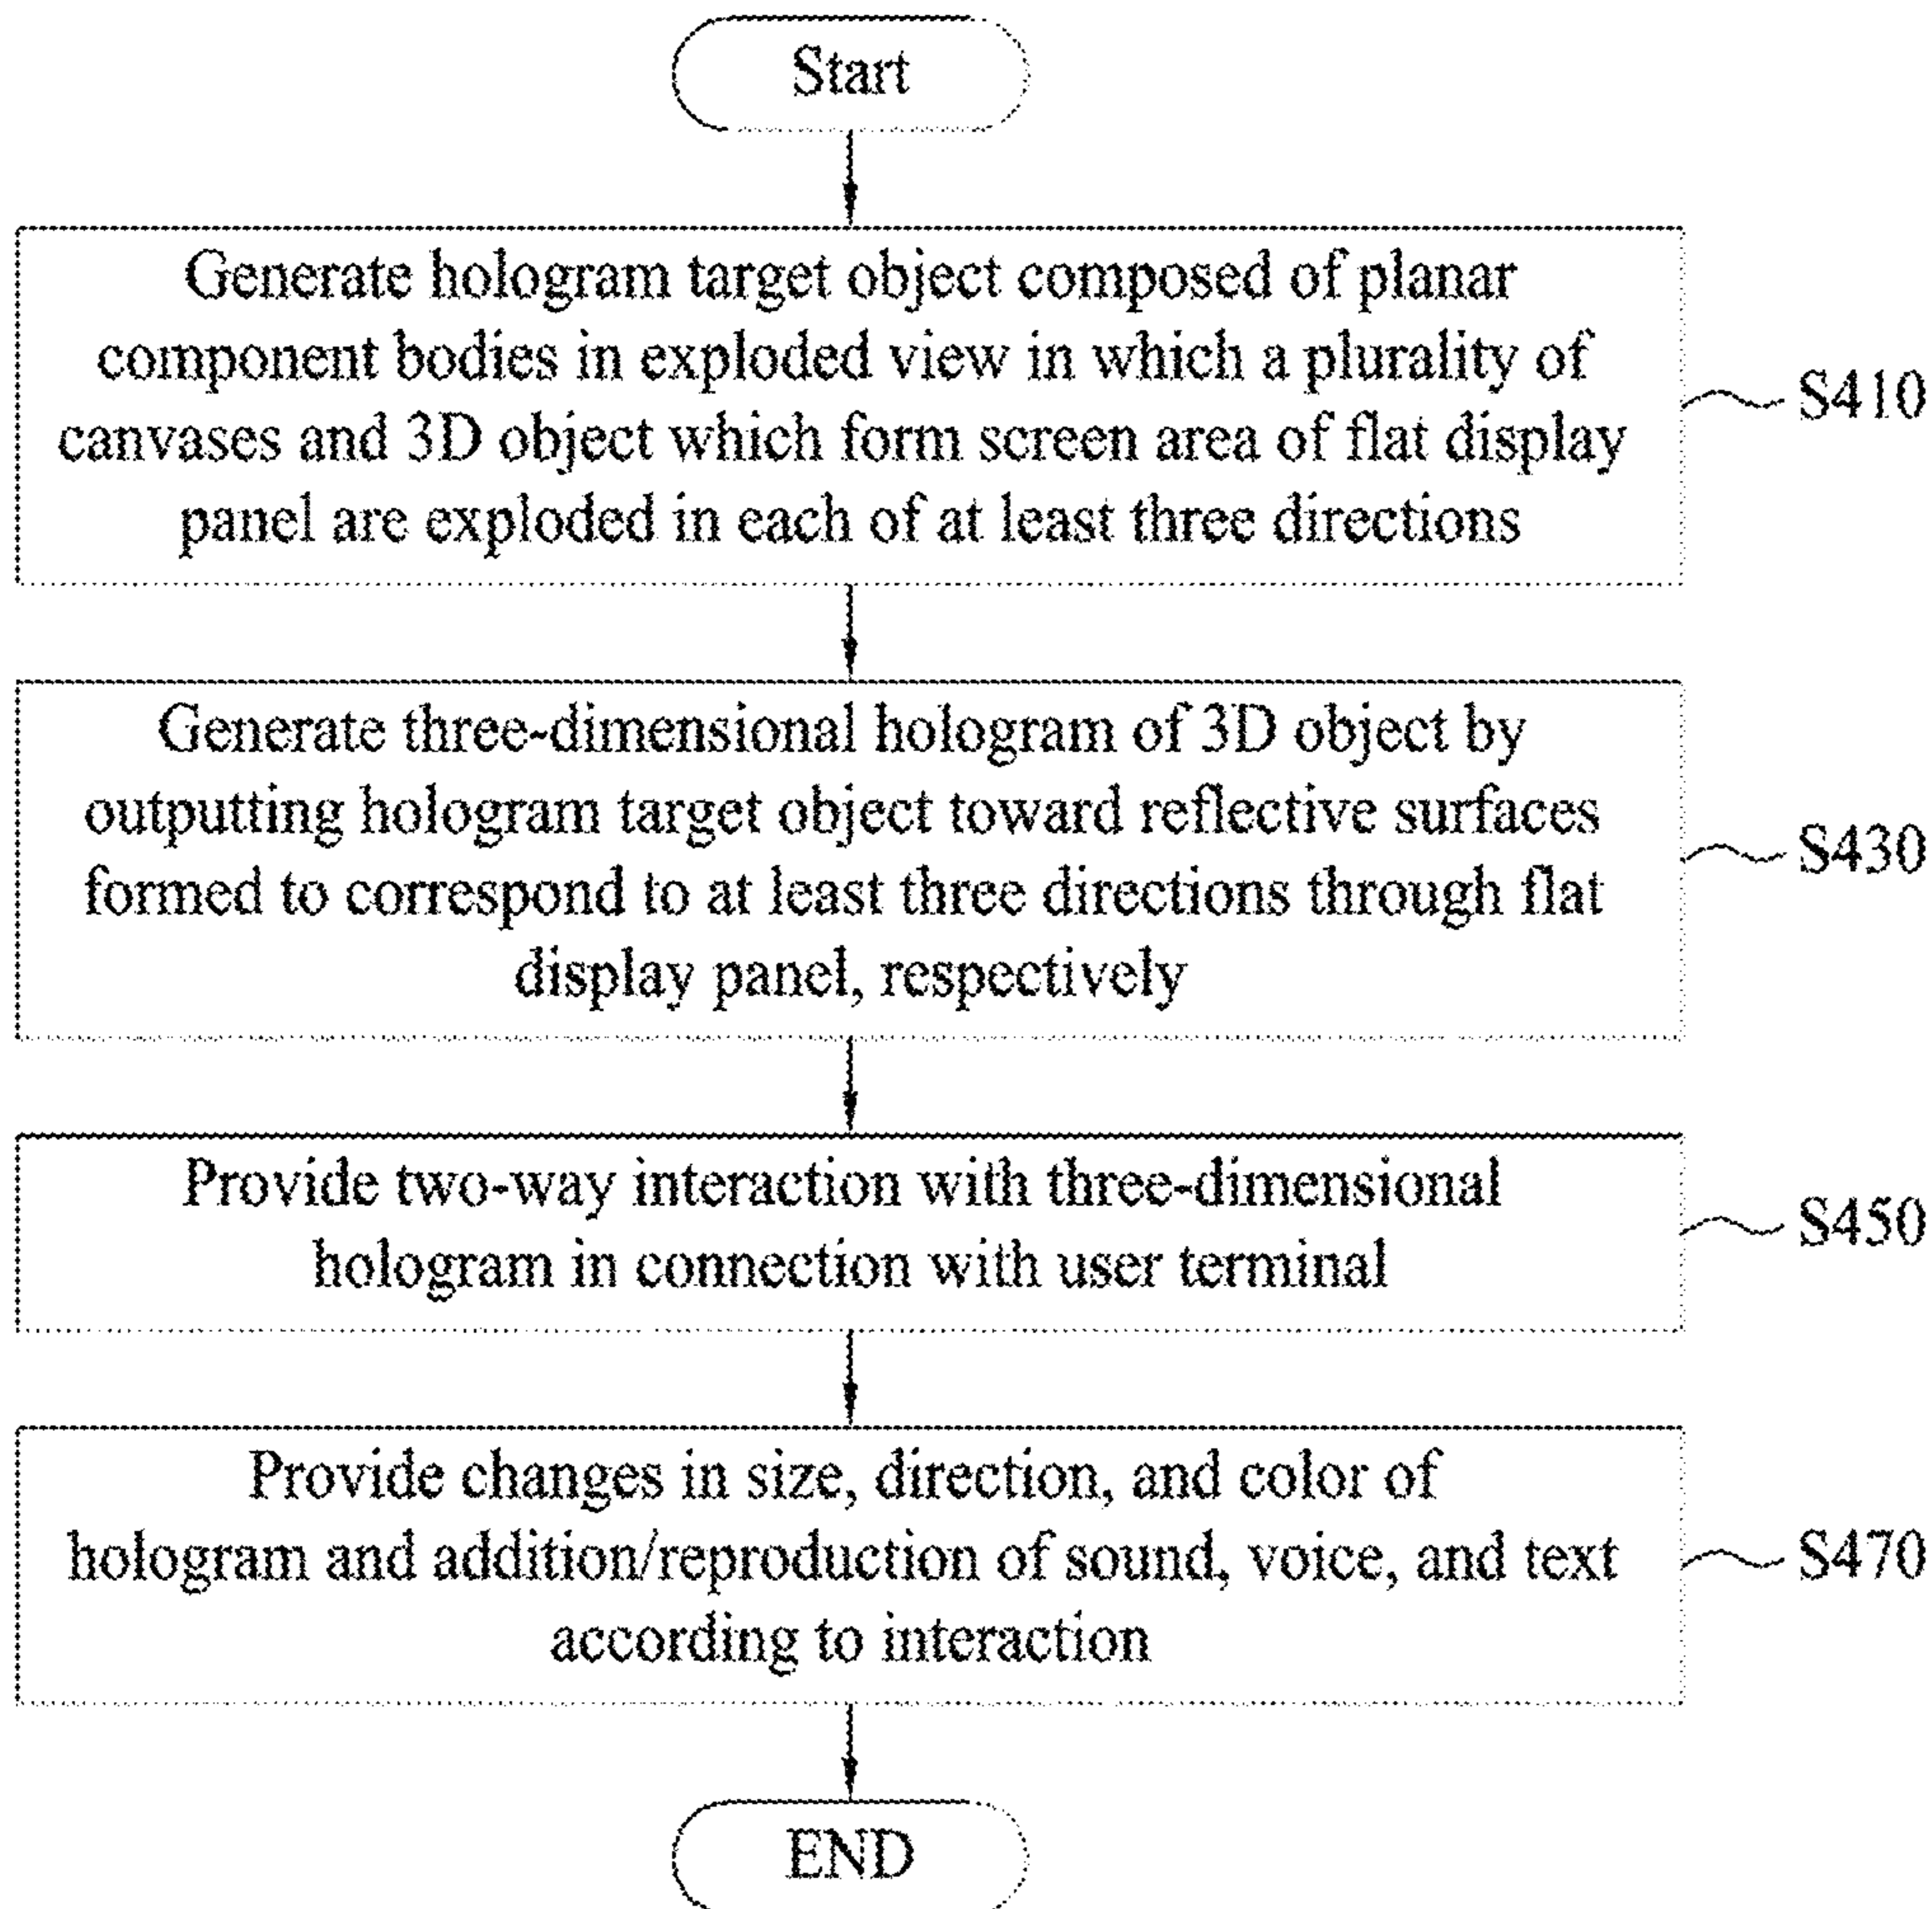 Start
Generate hologram target object composed of planar
component bodies in exploded view in which a plurality of
canvases and 3D object which form screen area of flat display
panel are exploded in each of at least three directions
S410
Generate three-dimensional hologram of 3D object by
outputting hologram target object toward reflective surfaces
formed to correspond to at least three directions through flat
display panel, respectively
S430
Provide two-way interaction with three-dimensional
hologram in connection with user terminal
S450
Provide changes in size, direction, and color of
hologram and addition/reproduction of sound, voice, and text
according to interaction
S470
END